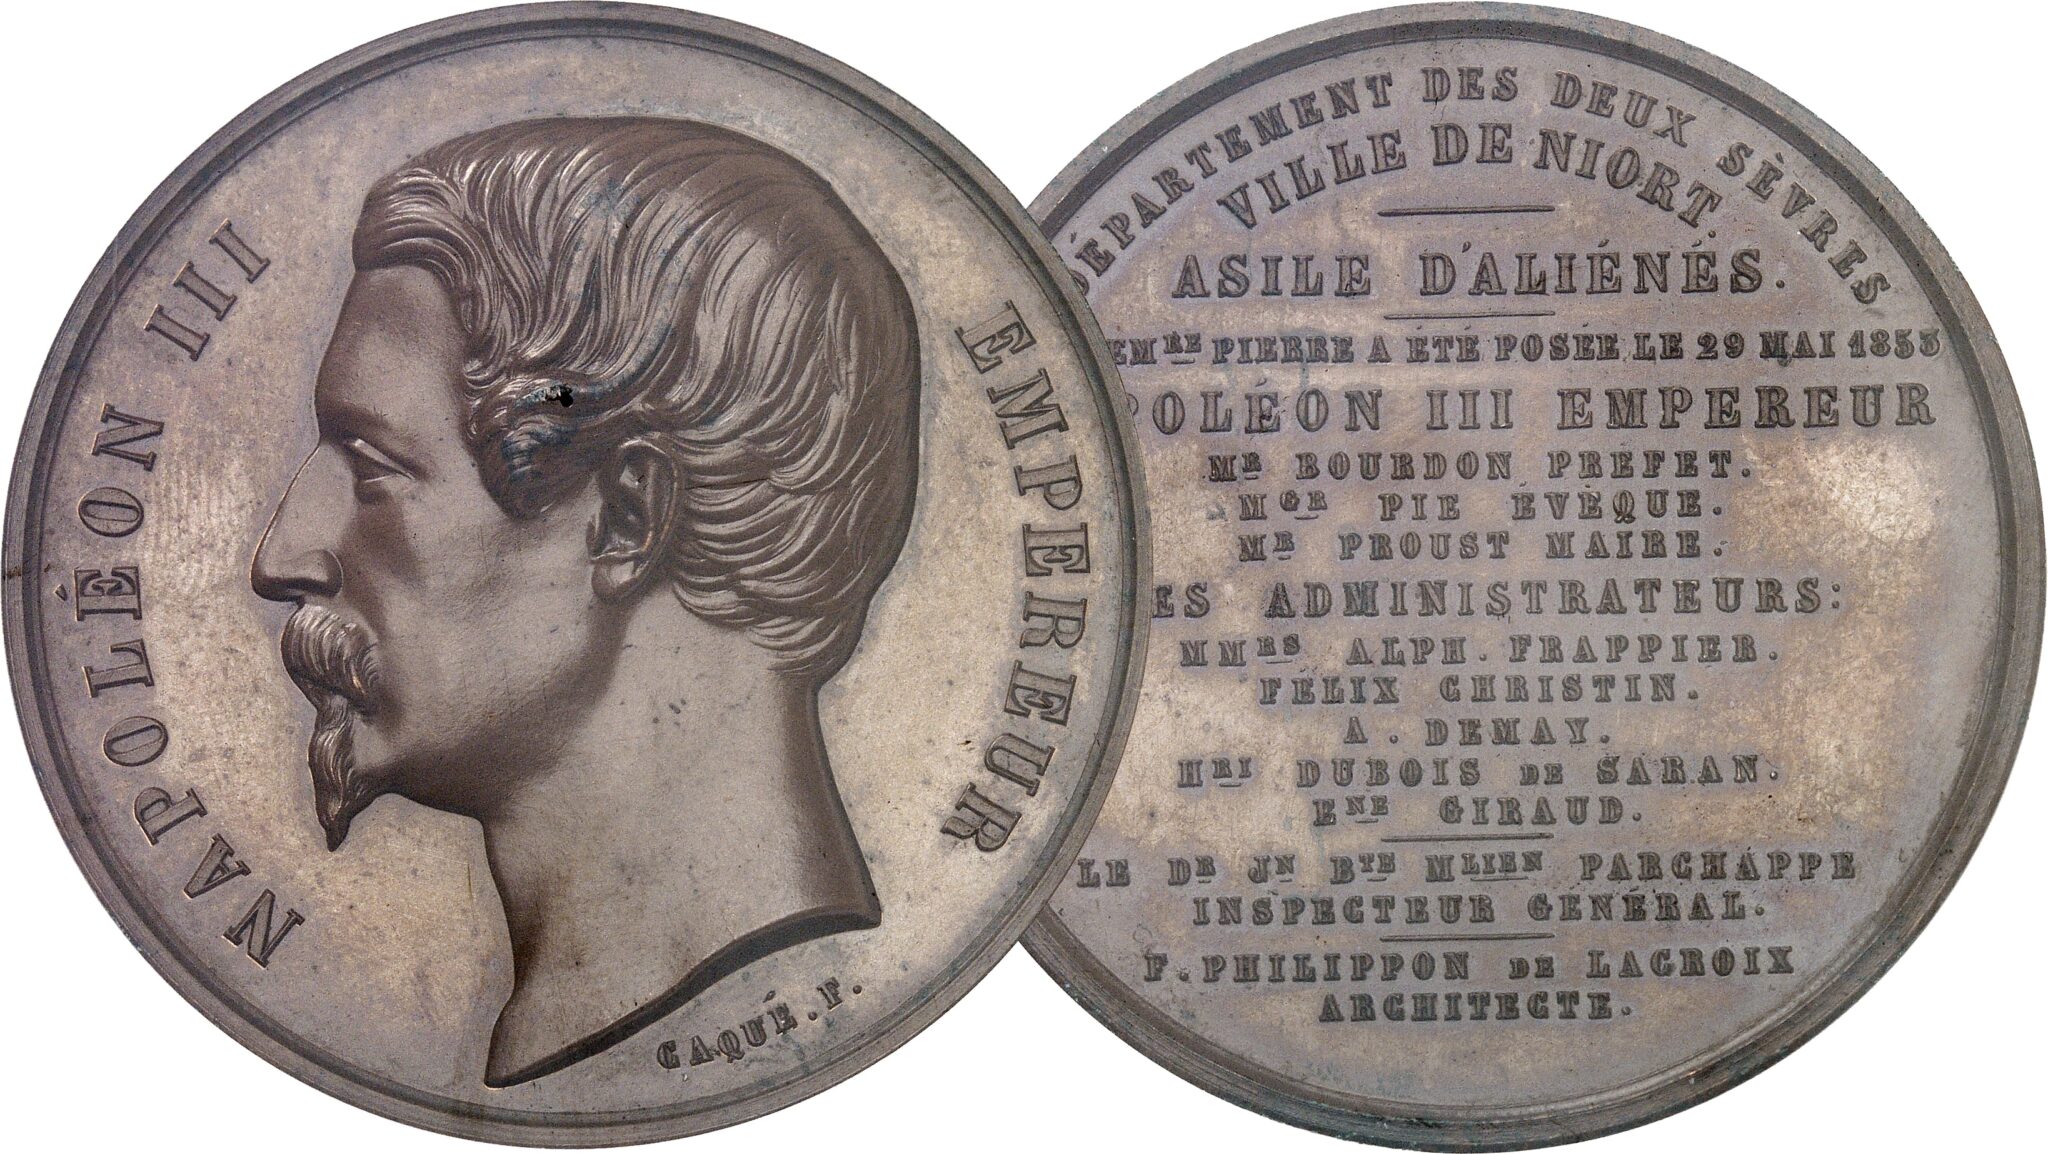 NAPOLÉON III EMPEREUR
CAQUÉ . F.
DÉPARTEMENT DES DEUX SÈVRES
VILLE DE NIORT.
ASILE D'ALIÉNÉS.
PIERRE A ÉTÉ POSÉE LE 29 MAI 1853
POLÉON III EMPEREUR
MR BOURDON PREFET.
MGR PIE ÉVÊQUE.
MR PROUST MAIRE.
ES ADMINISTRATEURS:
MMRS ALPH. FRAPPIER.
FÉLIX CHRISTIN.
A. DEMAY.
HRI DUBOIS DE SARAN.
ENE GIRAUD.
LE DR JN BTE MLIEN PARCHAPPE
INSPECTEUR GÉNÉRAL.
F. PHILIPPON DE LACROIX
ARCHITECTE.